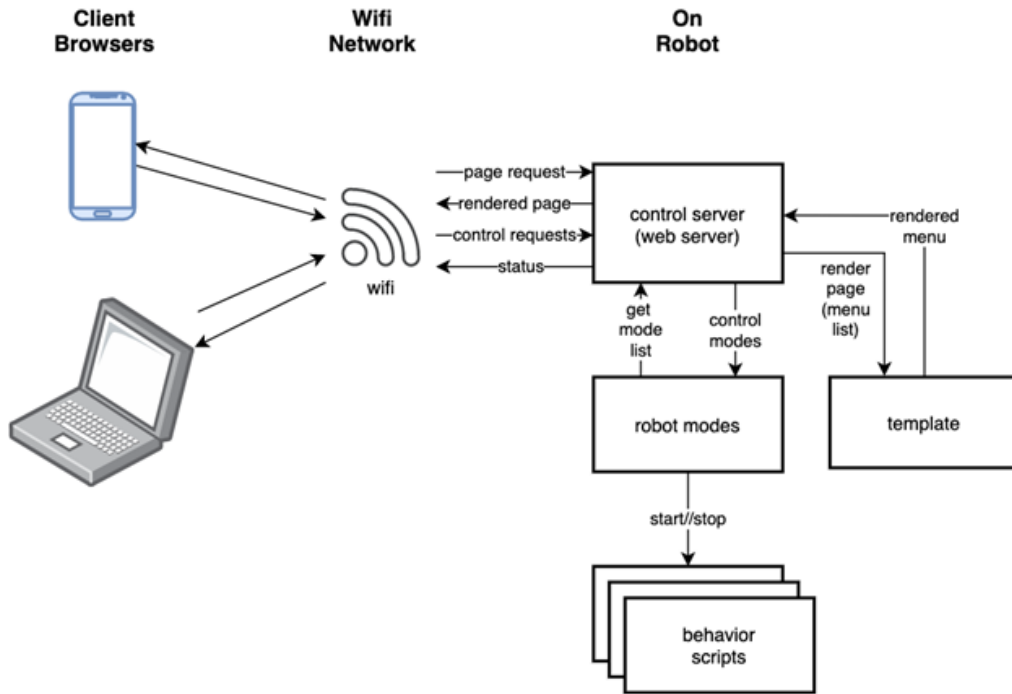 Client
Browsers
Wifi
Network
On
Robot
page request
rendered page
control requests
status
wifi
control server
(web server)
rendered
menu
render
page
(menu
list)
get
mode
list
control
modes
robot modes
template
start//stop
behavior
scripts